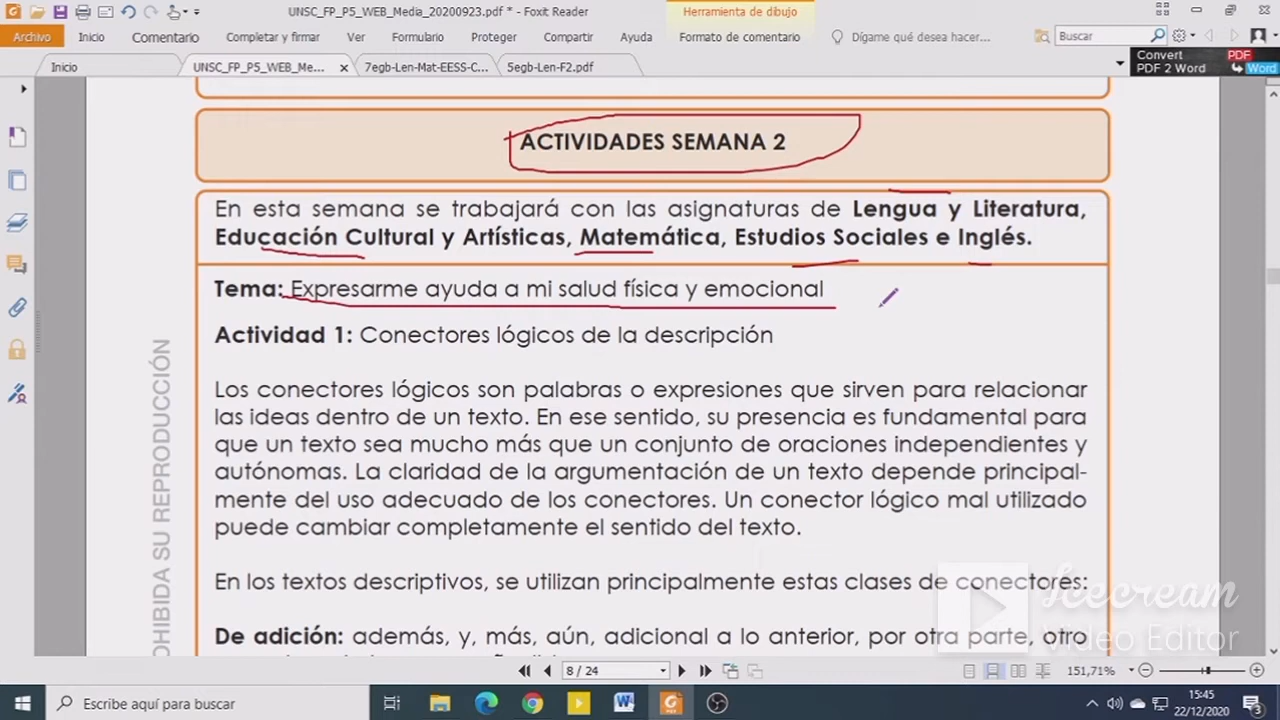 UNSC_FP_P5_WEB_Media_20200923.pdf * - Foxit Reader
Herramienta de dibujo
Archivo Inicio Comentario Completar y firmar Ver Formulario Proteger Compartir Ayuda Formato de comentario Dígame qué desea hacer... Buscar
Inicio UNSC_FP_P5_WEB_Me... 7egb-Len-Mat-EESS-C... 5egb-Len-F2.pdf
Convert PDF
PDF 2 Word Word
ACTIVIDADES SEMANA 2
En esta semana se trabajará con las asignaturas de Lengua y Literatura,
Educación Cultural y Artísticas, Matemática, Estudios Sociales e Inglés.
Tema: Expresarme ayuda a mi salud física y emocional
Actividad 1: Conectores lógicos de la descripción
Los conectores lógicos son palabras o expresiones que sirven para relacionar
las ideas dentro de un texto. En ese sentido, su presencia es fundamental para
que un texto sea mucho más que un conjunto de oraciones independientes y
autónomas. La claridad de la argumentación de un texto depende principal-
mente del uso adecuado de los conectores. Un conector lógico mal utilizado
puede cambiar completamente el sentido del texto.
En los textos descriptivos, se utilizan principalmente estas clases de conectores:
De adición: además, y, más, aún, adicional a lo anterior, por otra parte, otro
HIBIDA SU REPRODUCCIÓN
Icecream
Video Editor
8 / 24
151,71%
Escribe aquí para buscar
15:45
22/12/2020
3